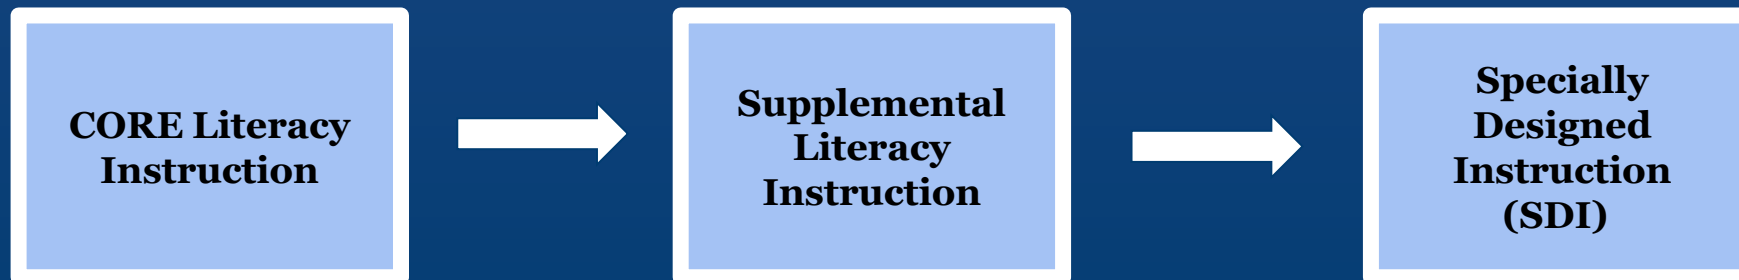 CORE Literacy
Instruction
Supplemental
Literacy
Instruction
Specially
Designed
Instruction
(SDI)